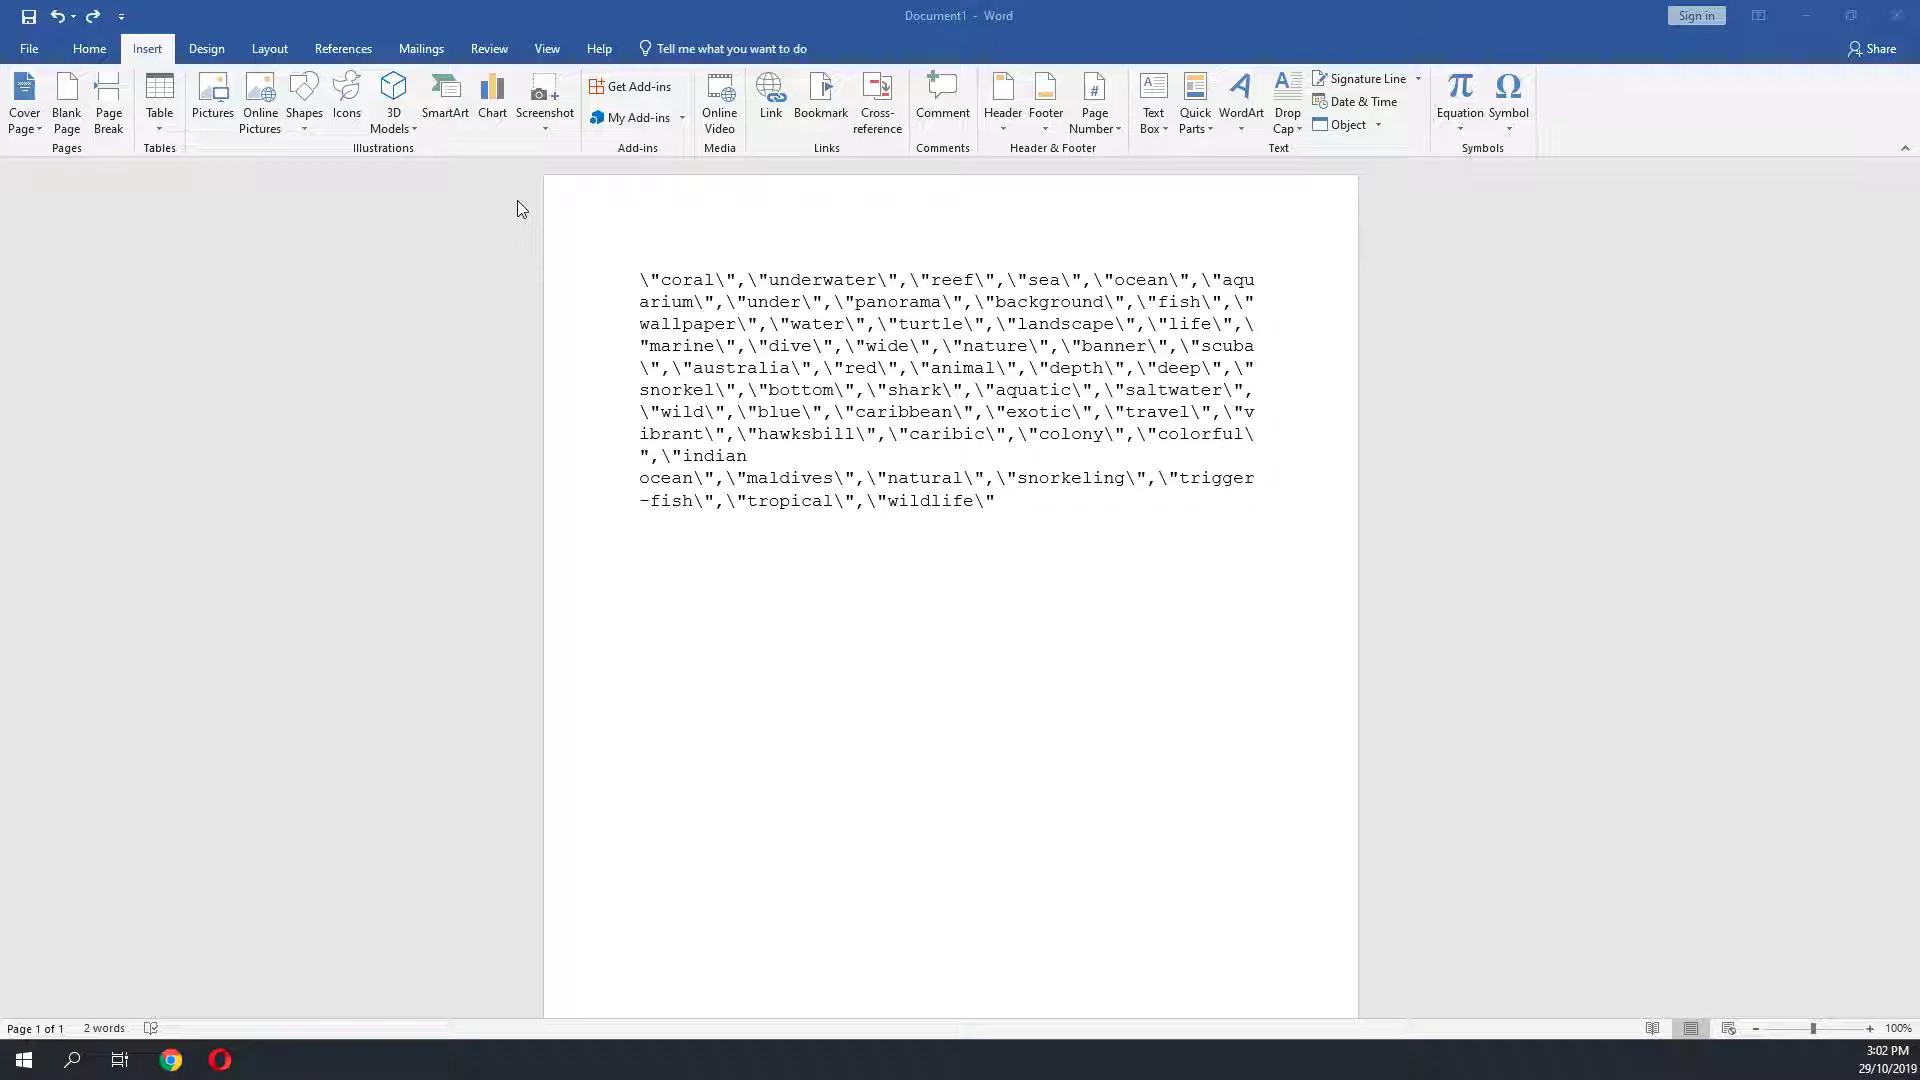 Document1 - Word
Sign in
File Home Insert Design Layout References Mailings Review View Help Tell me what you want to do Share
Cover Page Blank Page Page Break Table Pictures Online Pictures Shapes Icons 3D Models SmartArt Chart Screenshot Get Add-ins My Add-ins Online Video Link Bookmark Cross-reference Comment Header Footer Page Number Text Box Quick Parts WordArt Drop Cap Signature Line Date & Time Object Equation Symbol
Pages Tables Illustrations Add-ins Media Links Comments Header & Footer Text Symbols
\"coral\",\"underwater\",\"reef\",\"sea\",\"ocean\",\"aqu
arium\",\"under\",\"panorama\",\"background\",\"fish\",\"
wallpaper\",\"water\",\"turtle\",\"landscape\",\"life\",\
"marine\",\"dive\",\"wide\",\"nature\",\"banner\",\"scuba
\",\"australia\",\"red\",\"animal\",\"depth\",\"deep\",\"
snorkel\",\"bottom\",\"shark\",\"aquatic\",\"saltwater\",
\"wild\",\"blue\",\"caribbean\",\"exotic\",\"travel\",\"v
ibrant\",\"hawksbill\",\"caribic\",\"colony\",\"colorful\
",\"indian
ocean\",\"maldives\",\"natural\",\"snorkeling\",\"trigger
-fish\",\"tropical\",\"wildlife\"
Page 1 of 1 2 words 100%
3:02 PM
29/10/2019